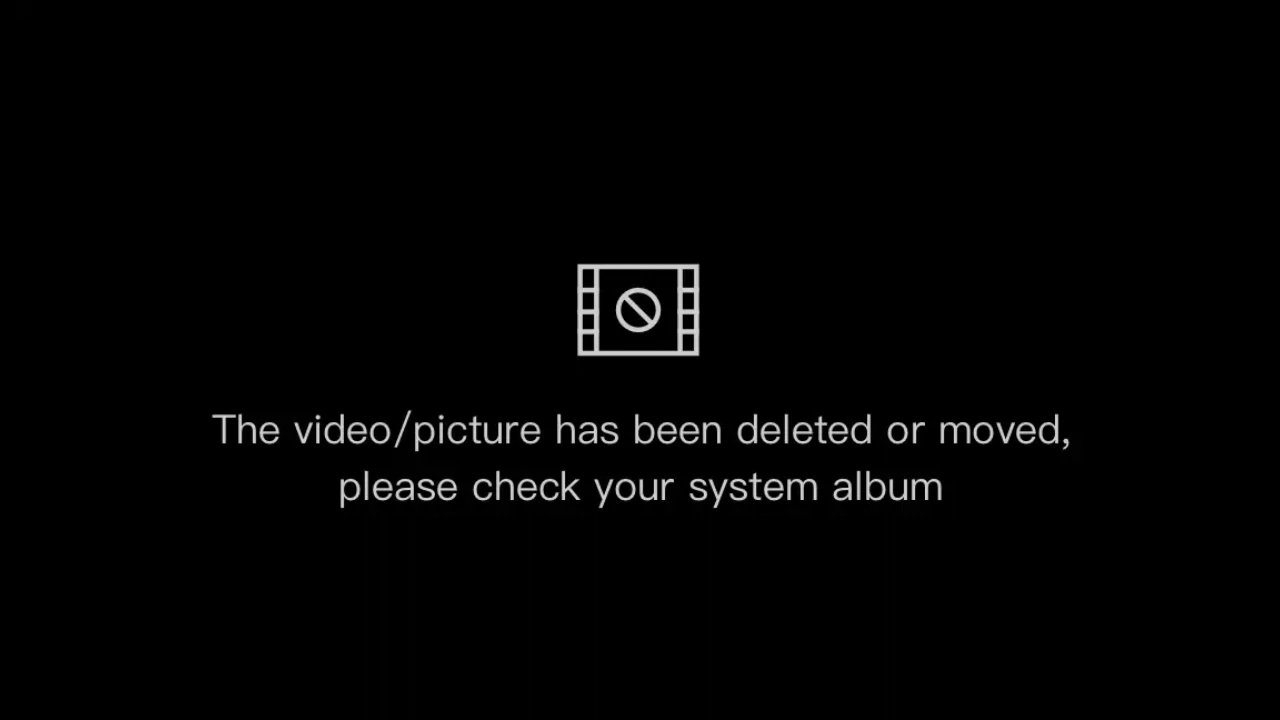 The video/picture has been deleted or moved,
please check your system album